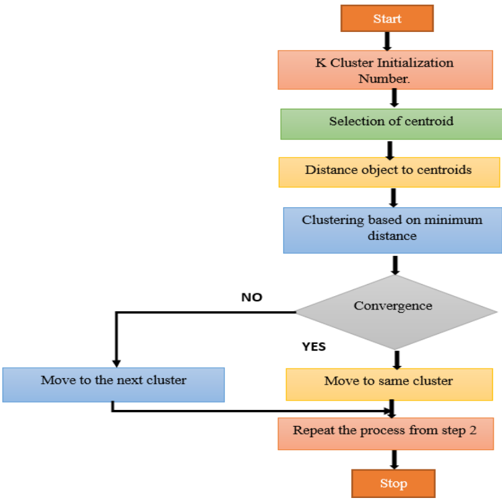 Start
K Cluster Initialization
Number.
Selection of centroid
Distance object to centroids
Clustering based on minimum
distance
Convergence
NO
YES
Move to the next cluster
Move to same cluster
Repeat the process from step 2
Stop